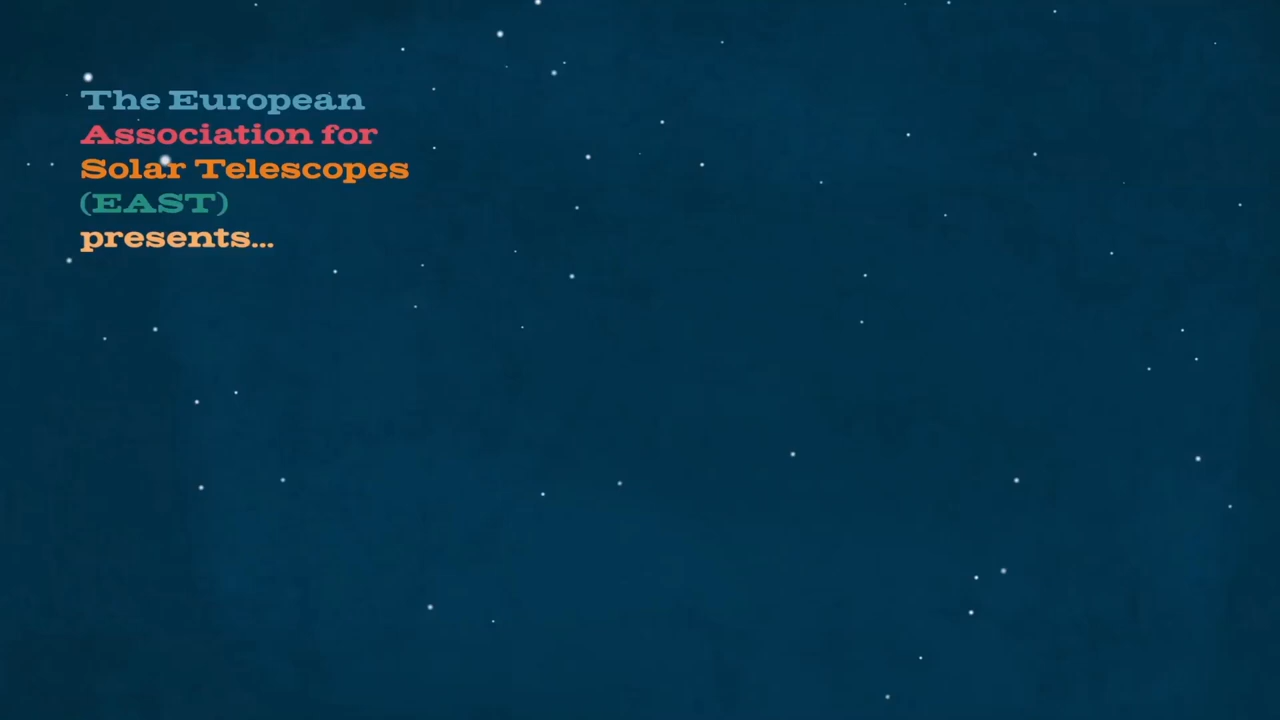 The European
Association for
Solar Telescopes
(EAST)
presents...